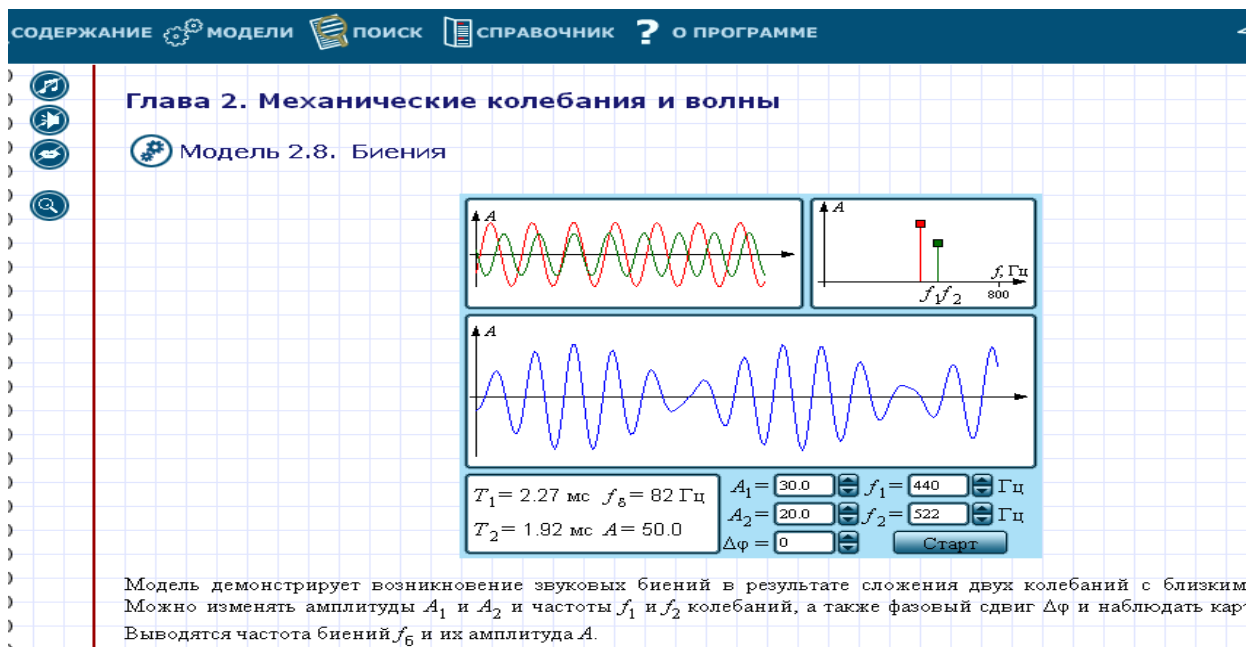 СОДЕРЖАНИЕ МОДЕЛИ ПОИСК СПРАВОЧНИК ? О ПРОГРАММЕ
Глава 2. Механические колебания и волны
Модель 2.8. Биения
A
A
f, Гц
f1 f2 800
A
T1 = 2.27 мс fб = 82 Гц
T2 = 1.92 мс A = 50.0
A1 = 30.0 f1 = 440 Гц
A2 = 20.0 f2 = 522 Гц
Δφ = 0 Старт
Модель демонстрирует возникновение звуковых биений в результате сложения двух колебаний с
Можно изменять амплитуды A1 и A2 и частоты f1 и f2 колебаний, а также фазовый сдвиг Δφ и наблюдать
Выводятся частота биений fб и их амплитуда A.